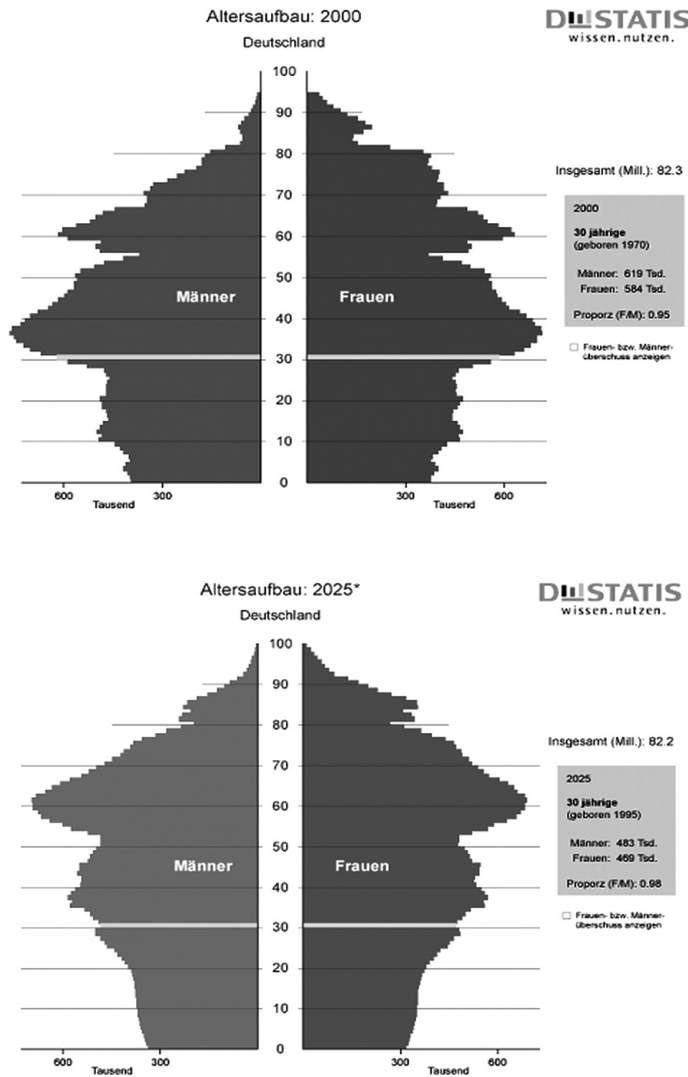 Altersaufbau: 2000
Deutschland
DESTATIS
wissen.nutzen.
100
90
80
70
60
50
40
30
20
10
0
Männer
Frauen
600
300
300
600
Tausend
Tausend
Insgesamt (Mill.): 82.3
2000
30 jährige
(geboren 1970)
Männer: 619 Tsd.
Frauen: 584 Tsd.
Proporz (F/M): 0.95
Frauen- bzw. Männer-
überschuss anzeigen
Altersaufbau: 2025*
Deutschland
DESTATIS
wissen.nutzen.
100
90
80
70
60
50
40
30
20
10
0
Männer
Frauen
600
300
300
600
Tausend
Tausend
Insgesamt (Mill.): 82.2
2025
30 jährige
(geboren 1995)
Männer: 483 Tsd.
Frauen: 469 Tsd.
Proporz (F/M): 0.98
Frauen- bzw. Männer-
überschuss anzeigen